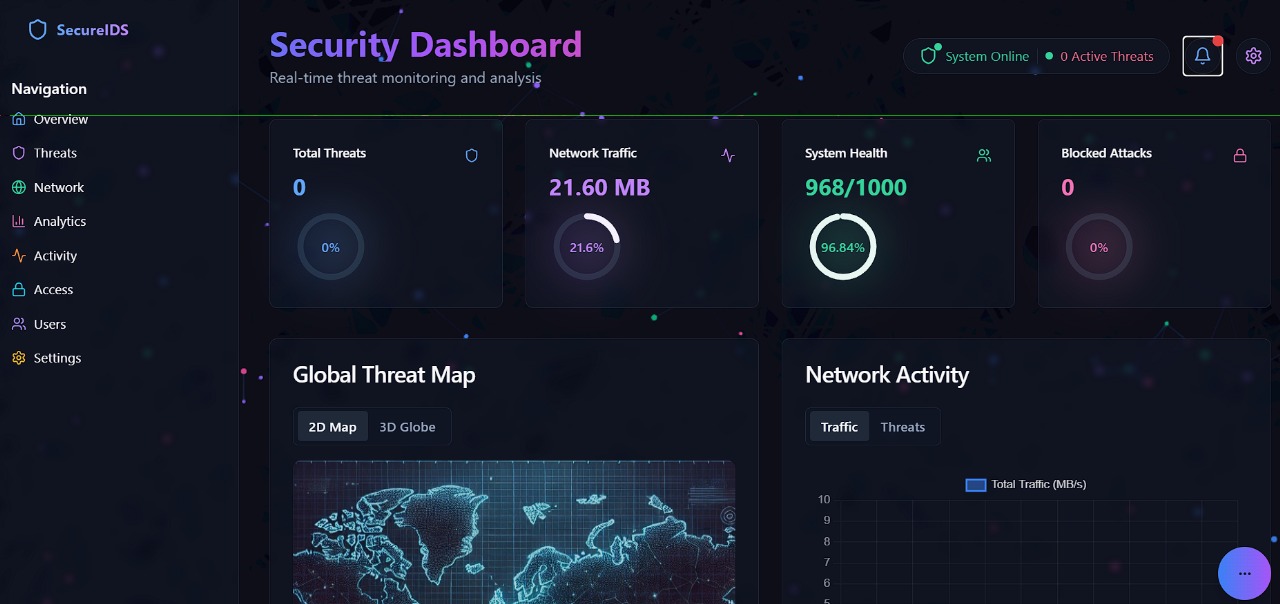 SecureIDS
Security Dashboard
Real-time threat monitoring and analysis
System Online
0 Active Threats
Navigation
Overview
Threats
Network
Analytics
Activity
Access
Users
Settings
Total Threats
0
0%
Network Traffic
21.60 MB
21.6%
System Health
968/1000
96.84%
Blocked Attacks
0
0%
Global Threat Map
2D Map 3D Globe
Network Activity
Traffic Threats
Total Traffic (MB/s)
10
9
8
7
6
5
...